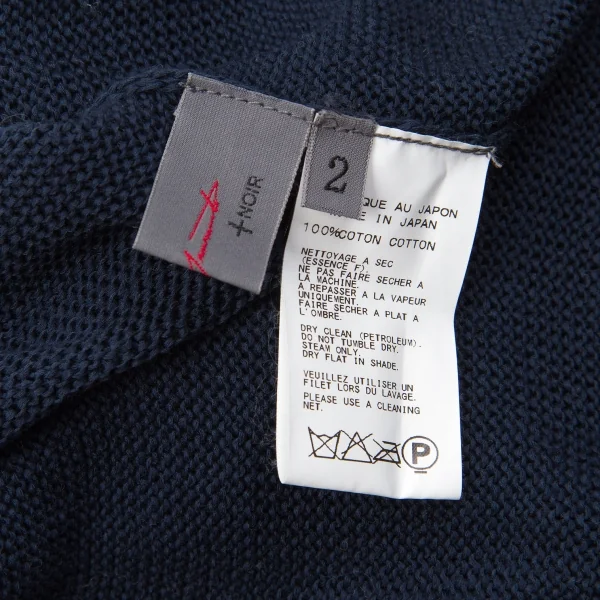 +NOIR
2
QUE AU JAPON
IN JAPAN
100%COTON COTTON
NETTOYAGE A SEC
(ESSENCE F).
NE PAS FAIRE SECHER A
LA MACHINE.
A REPASSER A LA VAPEUR
UNIQUEMENT.
FAIRE SECHER A PLAT A
L'OMBRE.
DRY CLEAN (PETROLEUM).
DO NOT TUMBLE DRY.
STEAM ONLY.
DRY FLAT IN SHADE.
VEUILLEZ UTILISER UN
FILET LORS DU LAVAGE.
PLEASE USE A CLEANING
NET.
P